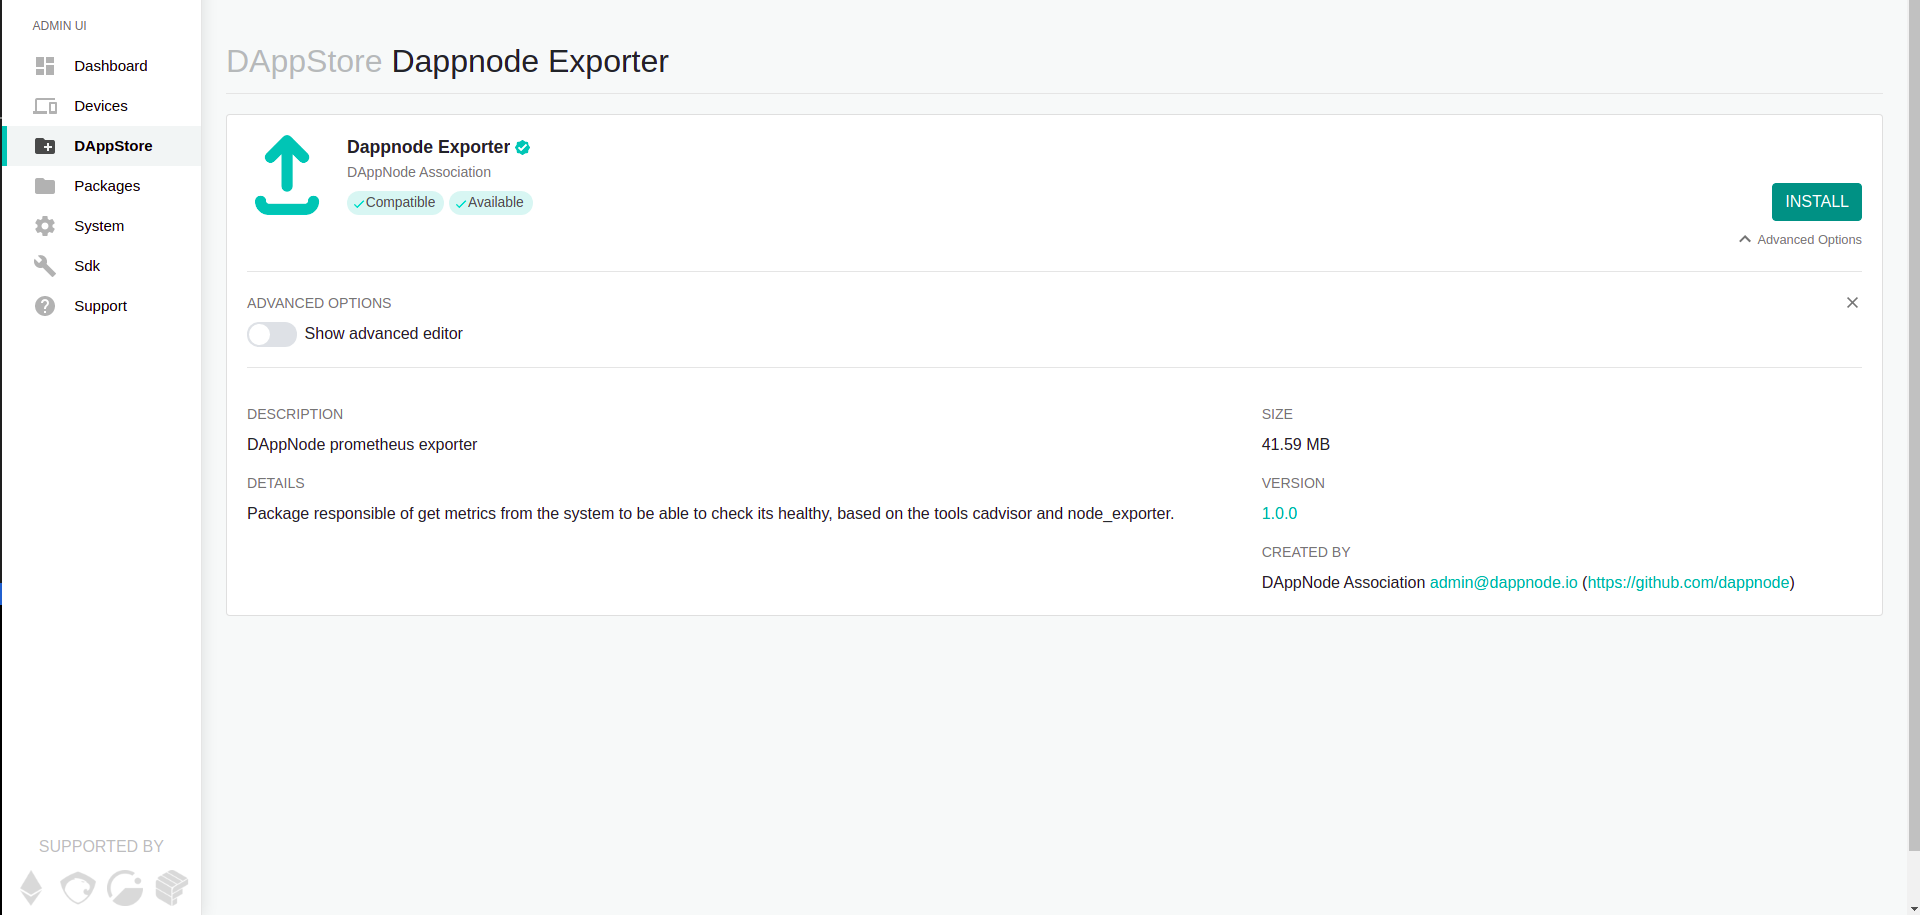 ADMIN UI
Dashboard
Devices
DAppStore
Packages
System
Sdk
Support
SUPPORTED BY
DAppStore Dappnode Exporter
Dappnode Exporter
DAppNode Association
Compatible Available
INSTALL
Advanced Options
ADVANCED OPTIONS
Show advanced editor
DESCRIPTION
DAppNode prometheus exporter
DETAILS
Package responsible of get metrics from the system to be able to check its healthy, based on the tools cadvisor and node_exporter.
SIZE
41.59 MB
VERSION
1.0.0
CREATED BY
DAppNode Association admin@dappnode.io (https://github.com/dappnode)